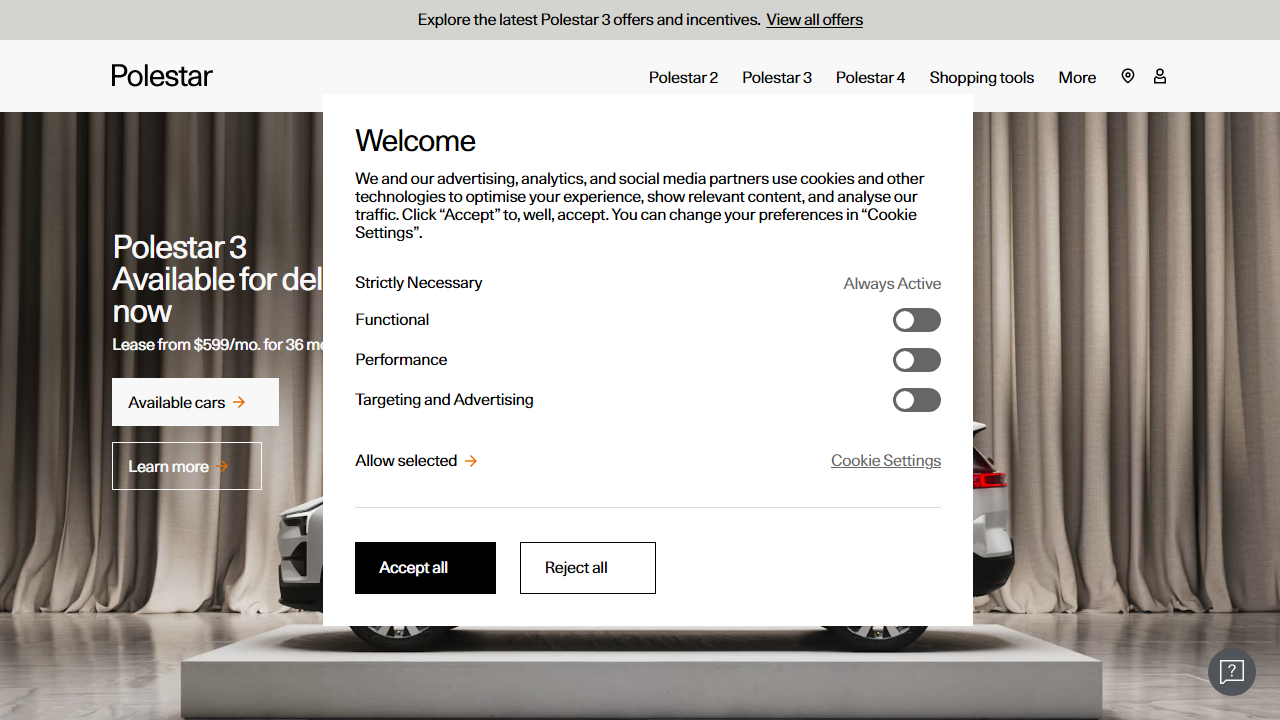 Explore the latest Polestar 3 offers and incentives. View all offers
Polestar
Polestar 2 Polestar 3 Polestar 4 Shopping tools More
Welcome
We and our advertising, analytics, and social media partners use cookies and other
technologies to optimise your experience, show relevant content, and analyse our
traffic. Click “Accept” to, well, accept. You can change your preferences in “Cookie
Settings”.
Strictly Necessary Always Active
Functional
Performance
Targeting and Advertising
Allow selected Cookie Settings
Accept all Reject all
Polestar 3
Available for del
now
Lease from $599/mo. for 36 mo
Available cars
Learn more